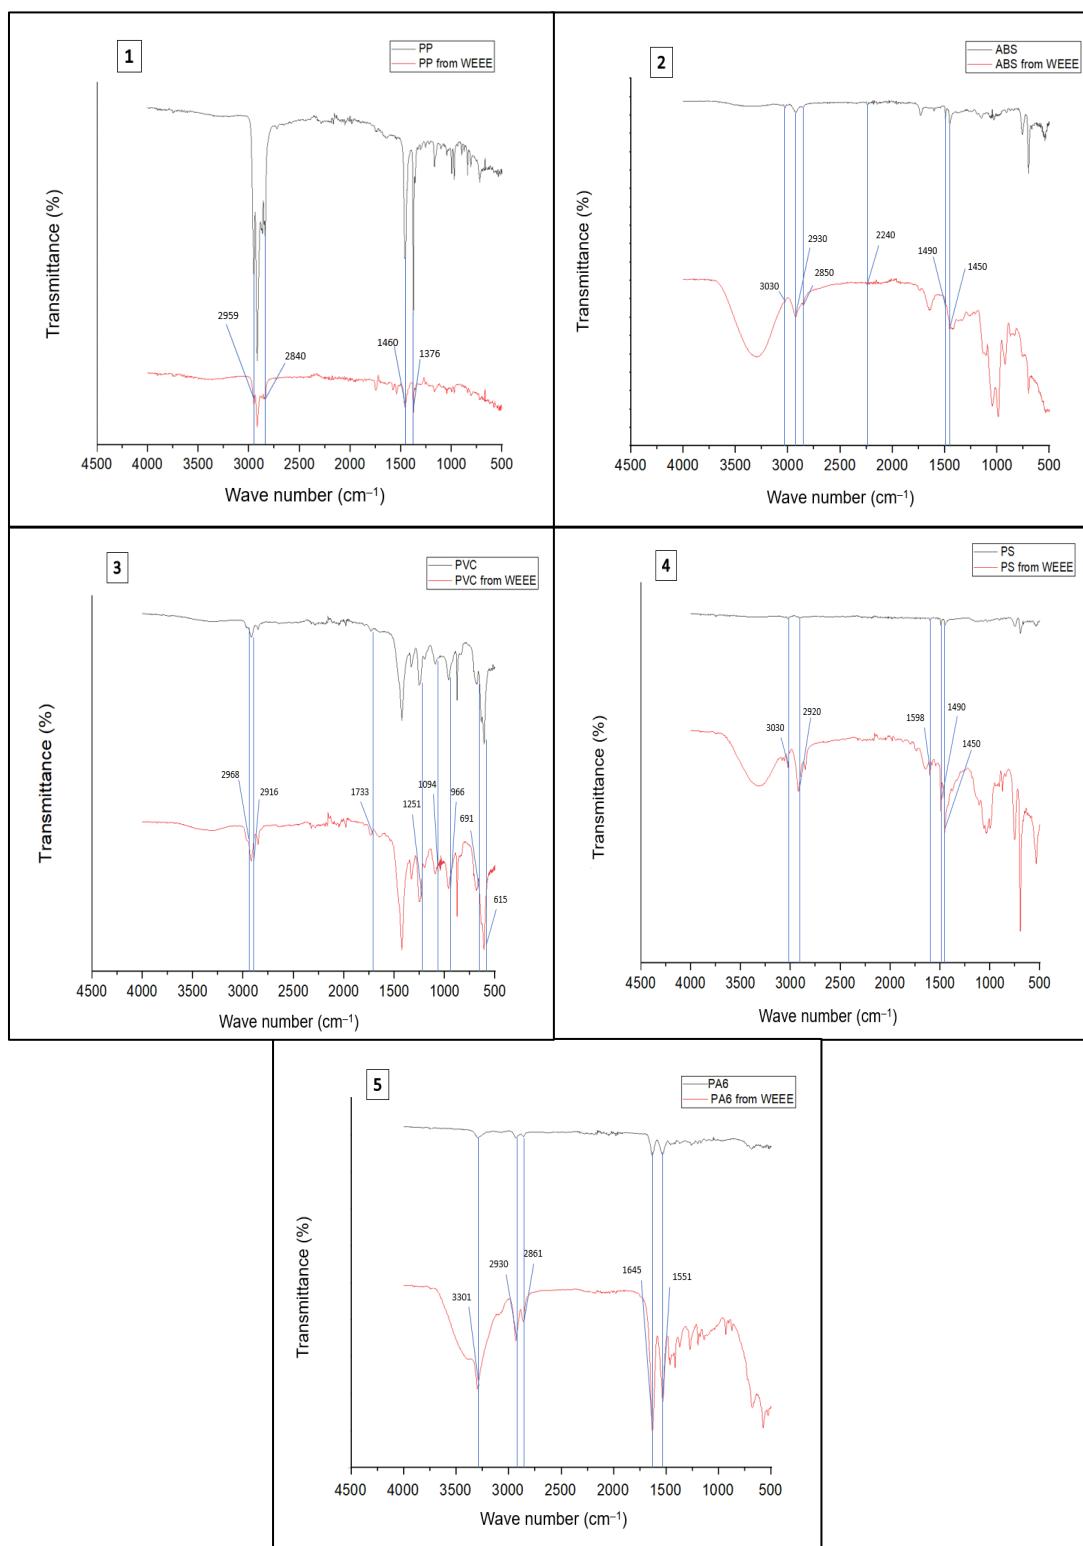 1
PP
PP from WEEE
Transmittance (%)
2959
2840
1460
1376
4500 4000 3500 3000 2500 2000 1500 1000 500
Wave number (cm⁻¹)
2
ABS
ABS from WEEE
Transmittance (%)
3030
2930
2850
2240
1490
1450
4500 4000 3500 3000 2500 2000 1500 1000 500
Wave number (cm⁻¹)
3
PVC
PVC from WEEE
Transmittance (%)
2968
2916
1733
1251
1094
966
691
615
4500 4000 3500 3000 2500 2000 1500 1000 500
Wave number (cm⁻¹)
4
PS
PS from WEEE
Transmittance (%)
3030
2920
1598
1490
1450
4500 4000 3500 3000 2500 2000 1500 1000 500
Wave number (cm⁻¹)
5
PA6
PA6 from WEEE
Transmittance (%)
3301
2930
2861
1645
1551
4500 4000 3500 3000 2500 2000 1500 1000 500
Wave number (cm⁻¹)